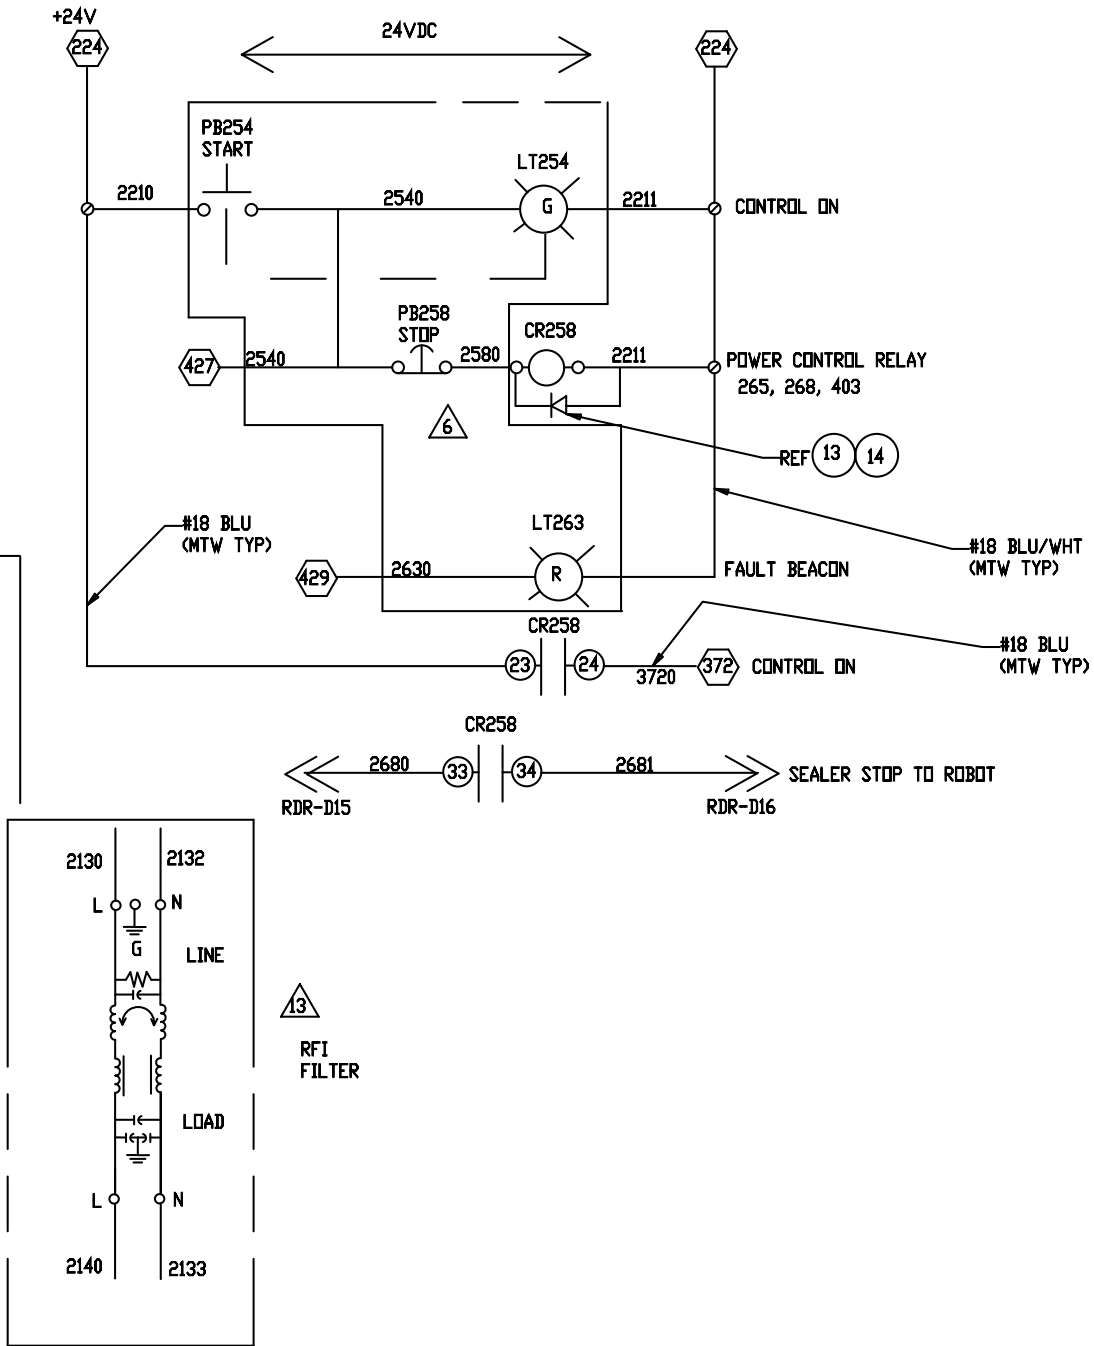 +24V
224
24VDC
224
PB254
START
LT254
2210
2540
G
2211
CONTROL ON
PB258
STOP
CR258
427
2540
2580
2211
POWER CONTROL RELAY
265, 268, 403
6
REF 13 14
#18 BLU
(MTW TYP)
LT263
#18 BLU/WHT
(MTW TYP)
429
2630
R
FAULT BEACON
CR258
#18 BLU
(MTW TYP)
23
24
3720
372
CONTROL ON
CR258
2680
33
34
2681
SEALER STOP TO ROBOT
RDR-D15
RDR-D16
2130
2132
L
N
G
LINE
13
RFI
FILTER
LOAD
L
N
2140
2133